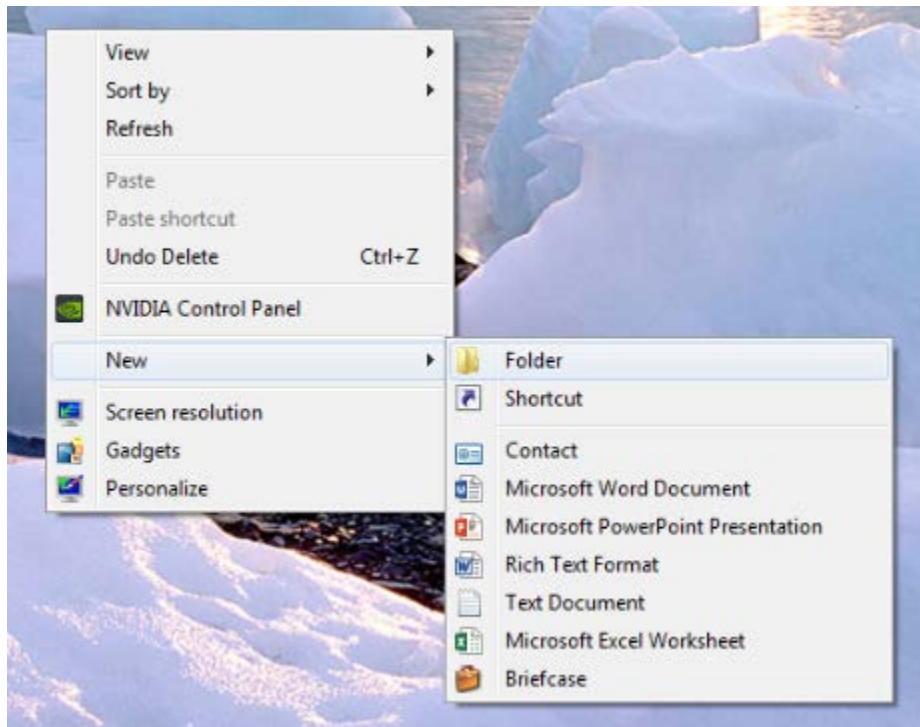 View
Sort by
Refresh
Paste
Paste shortcut
Undo Delete Ctrl+Z
NVIDIA Control Panel
New
Screen resolution
Gadgets
Personalize
Folder
Shortcut
Contact
Microsoft Word Document
Microsoft PowerPoint Presentation
Rich Text Format
Text Document
Microsoft Excel Worksheet
Briefcase